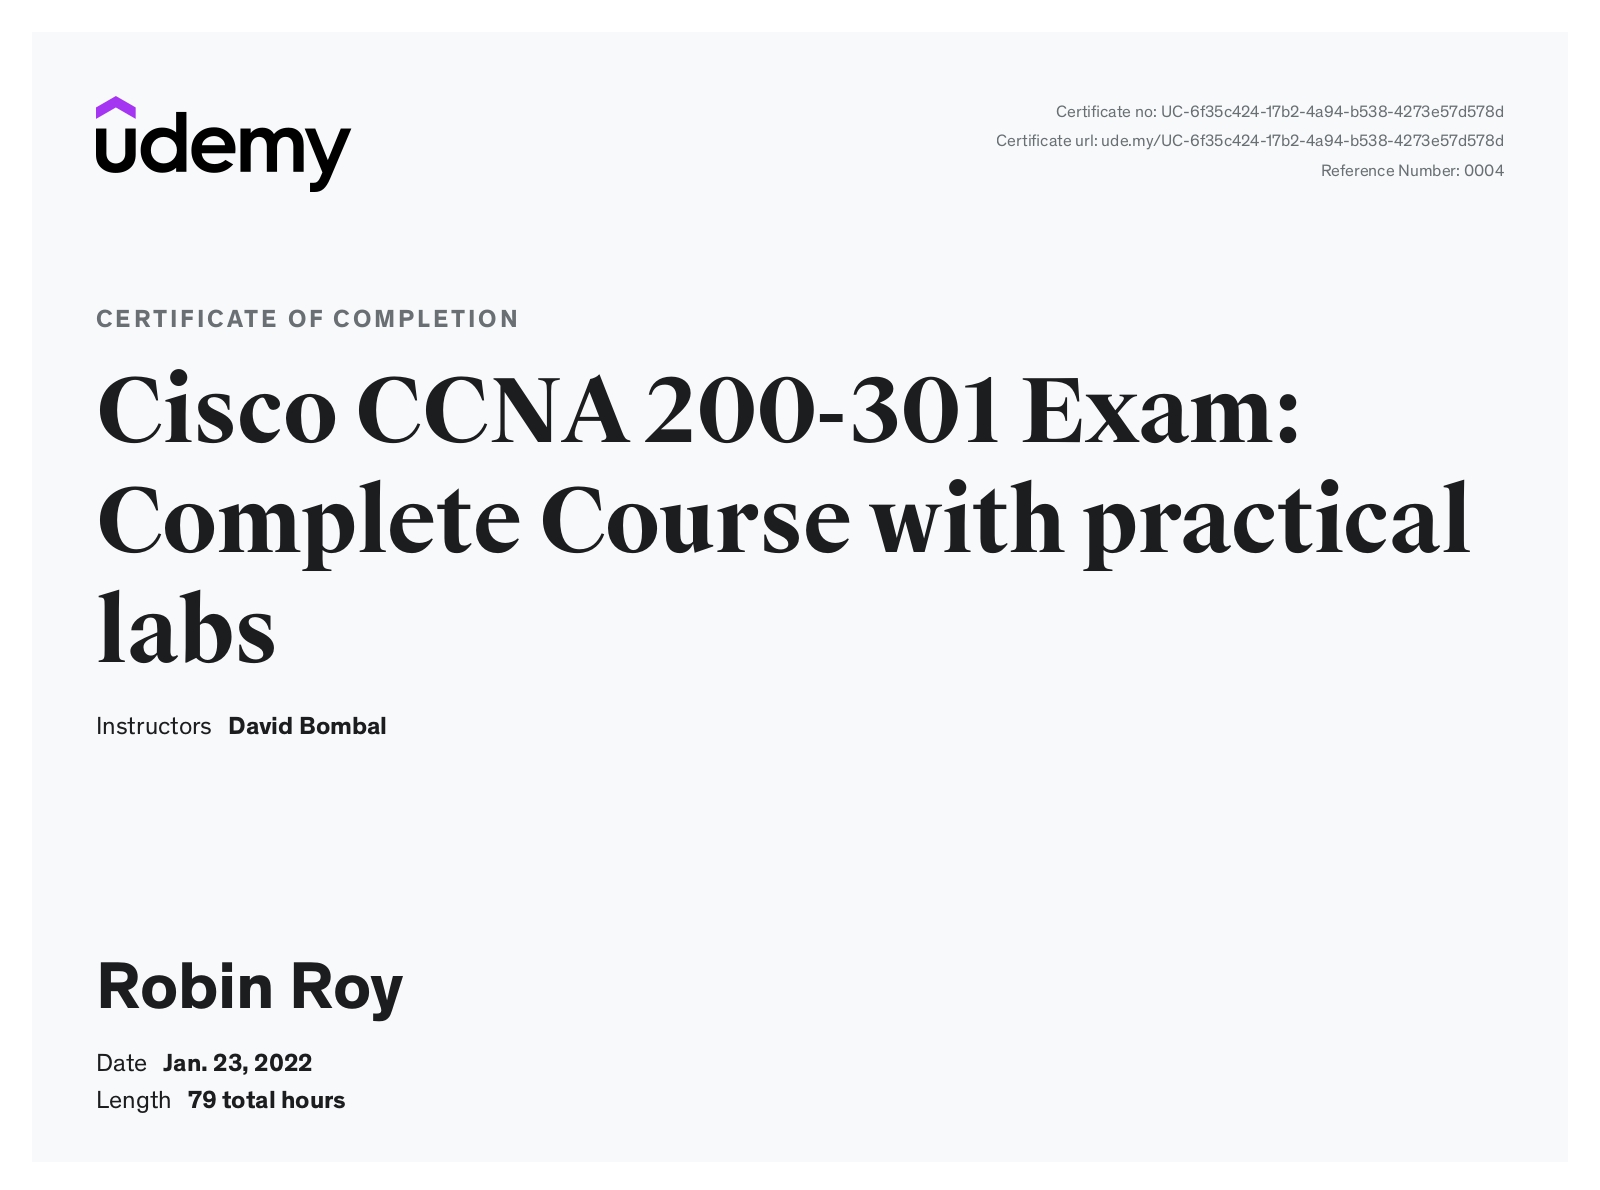 udemy
Certificate no: UC-6f35c424-17b2-4a94-b538-4273e57d578d
Certificate url: ude.my/UC-6f35c424-17b2-4a94-b538-4273e57d578d
Reference Number: 0004
CERTIFICATE OF COMPLETION
Cisco CCNA 200-301 Exam:
Complete Course with practical
labs
Instructors David Bombal
Robin Roy
Date Jan. 23, 2022
Length 79 total hours